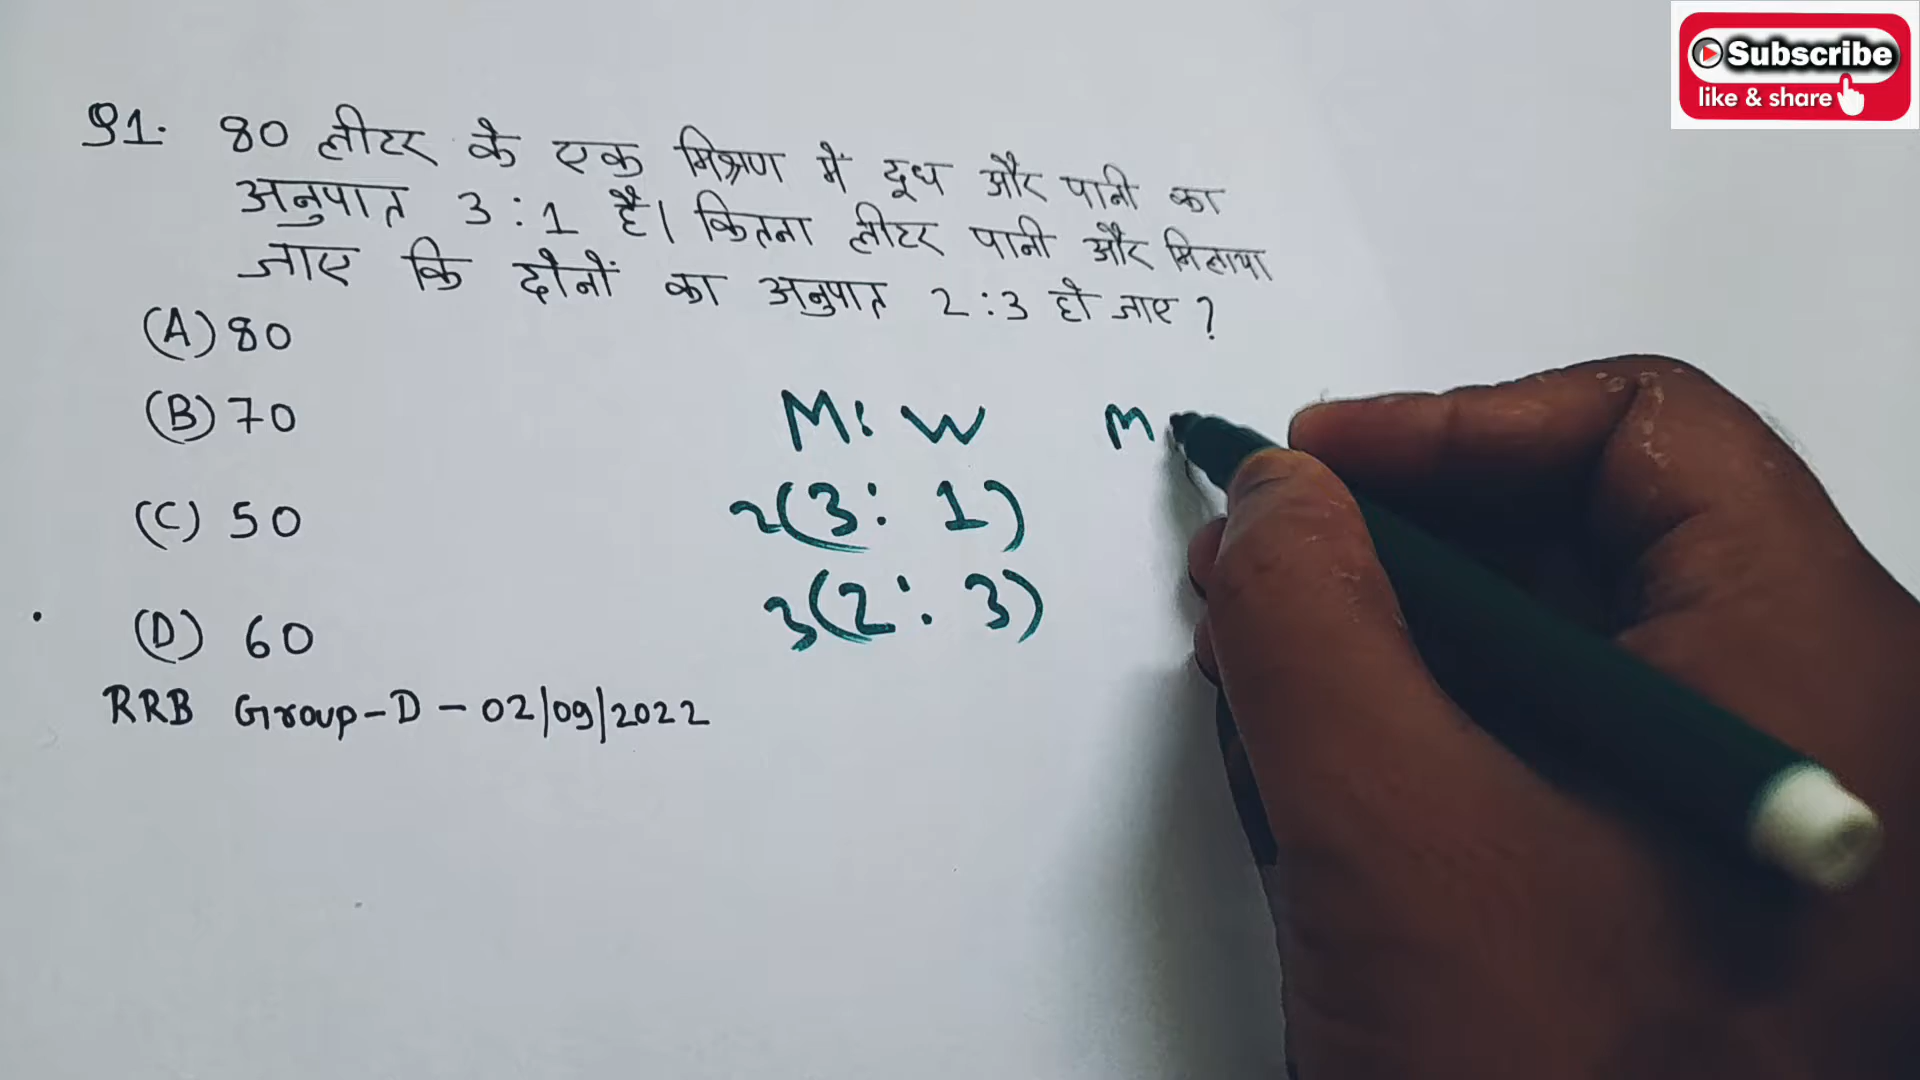 Q1. 80 लीटर के एक मिश्रण में दूध और पानी का
अनुपात 3:1 है। कितना लीटर पानी और मिलाया
जाए कि दोनों का अनुपात 2:3 हो जाए?
(A) 80
(B) 70
(C) 50
(D) 60
RRB Group-D - 02/09/2022
M: W
2(3: 1)
3(2: 3)
M
Subscribe
like & share